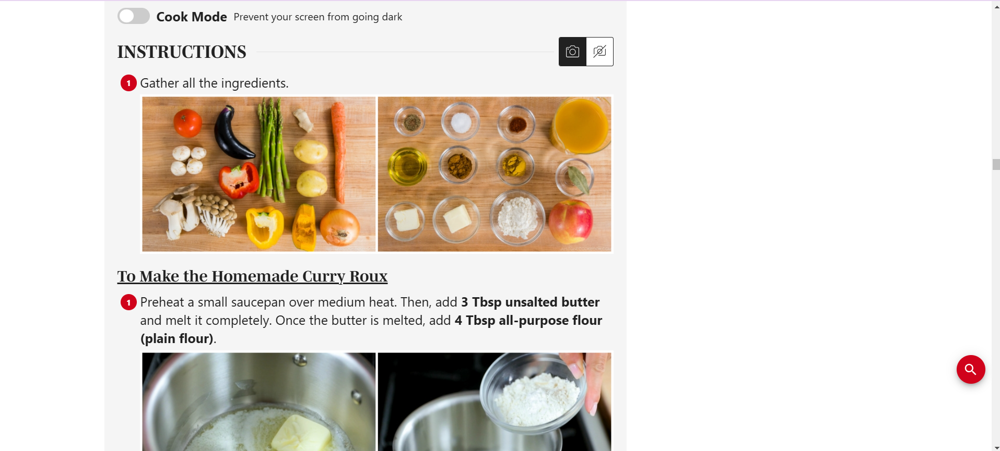 Cook Mode Prevent your screen from going dark
INSTRUCTIONS
1 Gather all the ingredients.
To Make the Homemade Curry Roux
1 Preheat a small saucepan over medium heat. Then, add 3 Tbsp unsalted butter
and melt it completely. Once the butter is melted, add 4 Tbsp all-purpose flour
(plain flour).